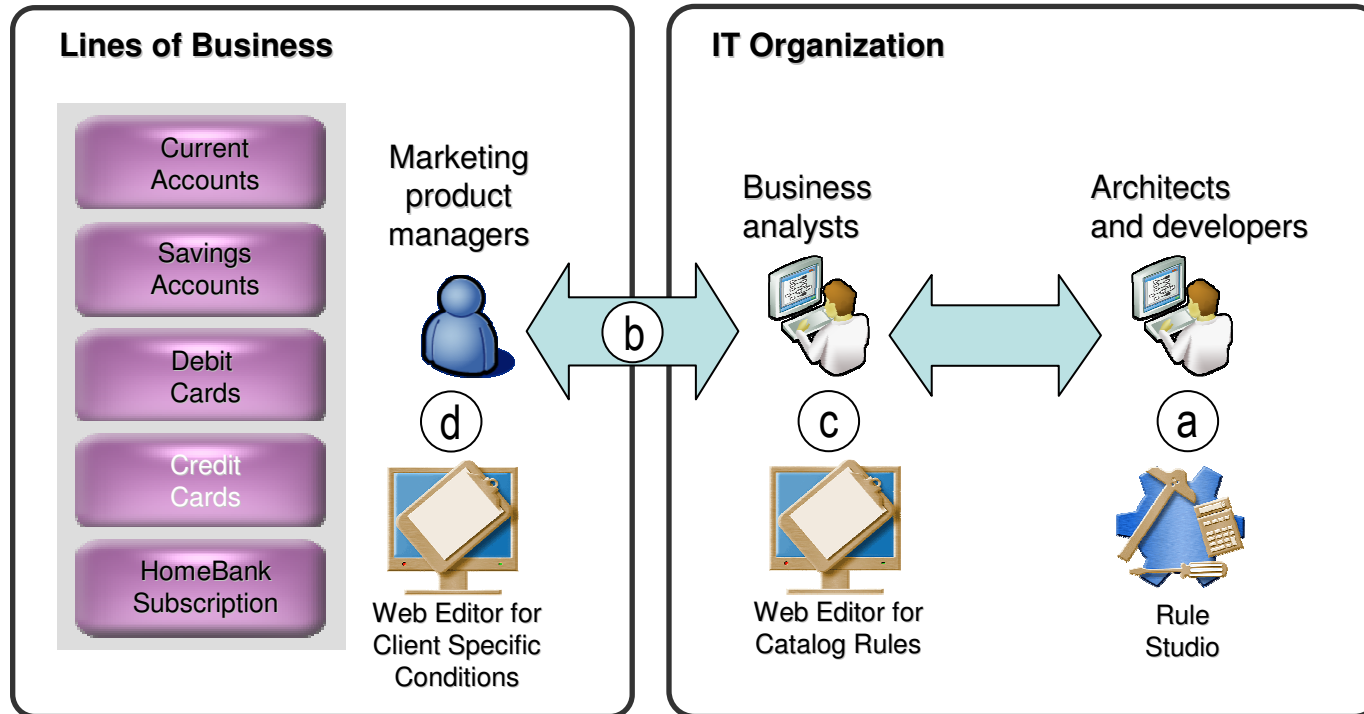 Lines of Business
Current
Accounts
Savings
Accounts
Debit
Cards
Credit
Cards
HomeBank
Subscription
Marketing
product
managers
b
d
Web Editor for
Client Specific
Conditions
IT Organization
Business
analysts
c
Web Editor for
Catalog Rules
Architects
and developers
a
Rule
Studio